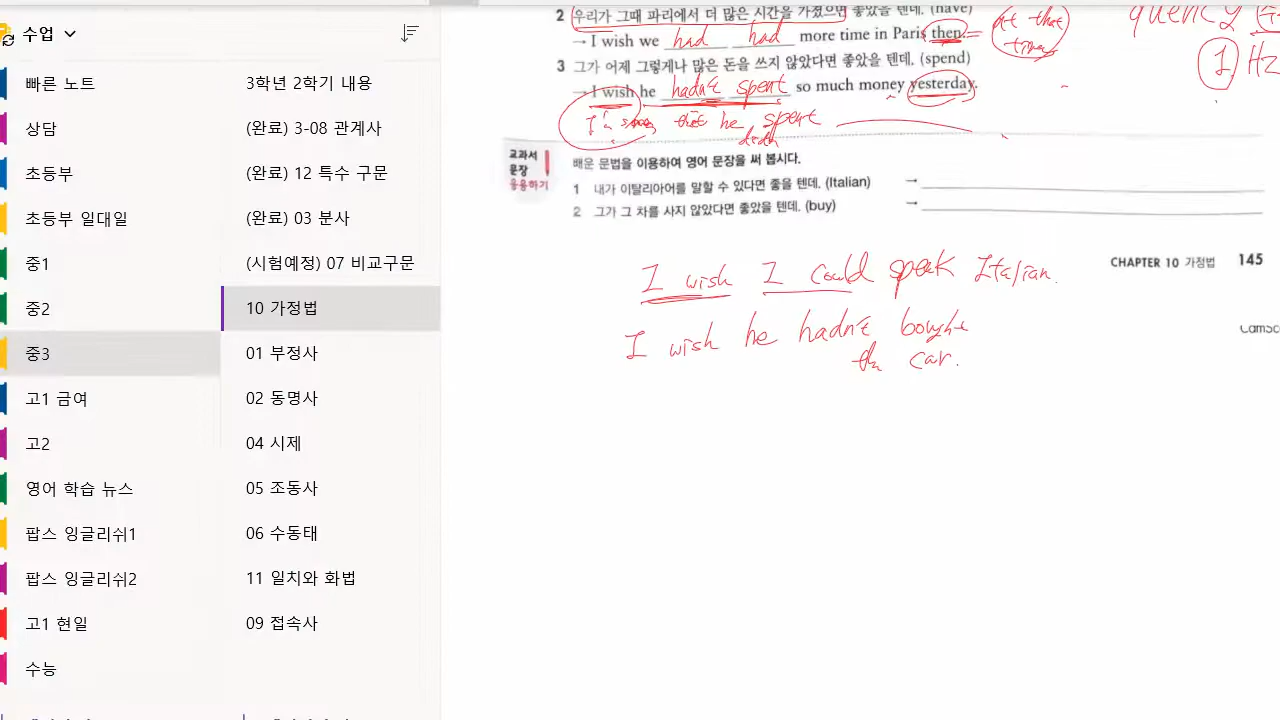 수업
빠른 노트
상담
초등부
초등부 일대일
중1
중2
중3
고1 금여
고2
영어 학습 뉴스
팝스 잉글리쉬1
팝스 잉글리쉬2
고1 현일
수능
3학년 2학기 내용
(완료) 3-08 관계사
(완료) 12 특수 구문
(완료) 03 분사
(시험예정) 07 비교구문
10 가정법
01 부정사
02 동명사
04 시제
05 조동사
06 수동태
11 일치와 화법
09 접속사
2 우리가 그때 파리에서 더 많은 시간을 가졌으면 좋았을 텐데. (have)
→ I wish we had had more time in Paris then. = at that time
quency
1 Hz
3 그가 어제 그렇게나 많은 돈을 쓰지 않았다면 좋았을 텐데. (spend)
→ I wish he hadn't spent so much money yesterday.
that he spent
교과서 문장 응용하기
배운 문법을 이용하여 영어 문장을 써 봅시다.
1 내가 이탈리아어를 말할 수 있다면 좋을 텐데. (Italian) →
2 그가 그 차를 사지 않았다면 좋았을 텐데. (buy) →
CHAPTER 10 가정법 145
I wish I could speak Italian.
I wish he hadn't bought
the car.
CamSc